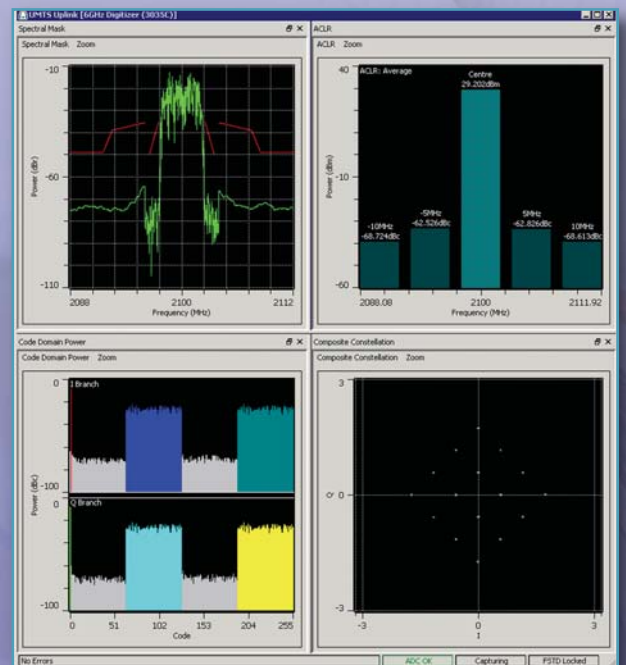 UMTS Uplink [6GHz Digitizer (3035C)]
Spectral Mask
Spectral Mask Zoom
-10
-60
-110
Power (dBr)
2088 2100 2112
Frequency (MHz)
ACLR
ACLR Zoom
ACLR: Average
Centre
29.202dBm
-5MHz
-62.526dBc
5MHz
-62.826dBc
-10MHz
-68.724dBc
10MHz
-68.613dBc
40
-10
-60
Power (dBm)
2088.08 2100 2111.92
Frequency (MHz)
Code Domain Power
Code Domain Power Zoom
I Branch
0
-100
Q Branch
0
-100
Power (dBc)
0 51 102 153 204 255
Code
Composite Constellation
Composite Constellation Zoom
3
0
-3
Q
-3 0 3
I
No Errors
ADC OK
Capturing
FSTD Locked